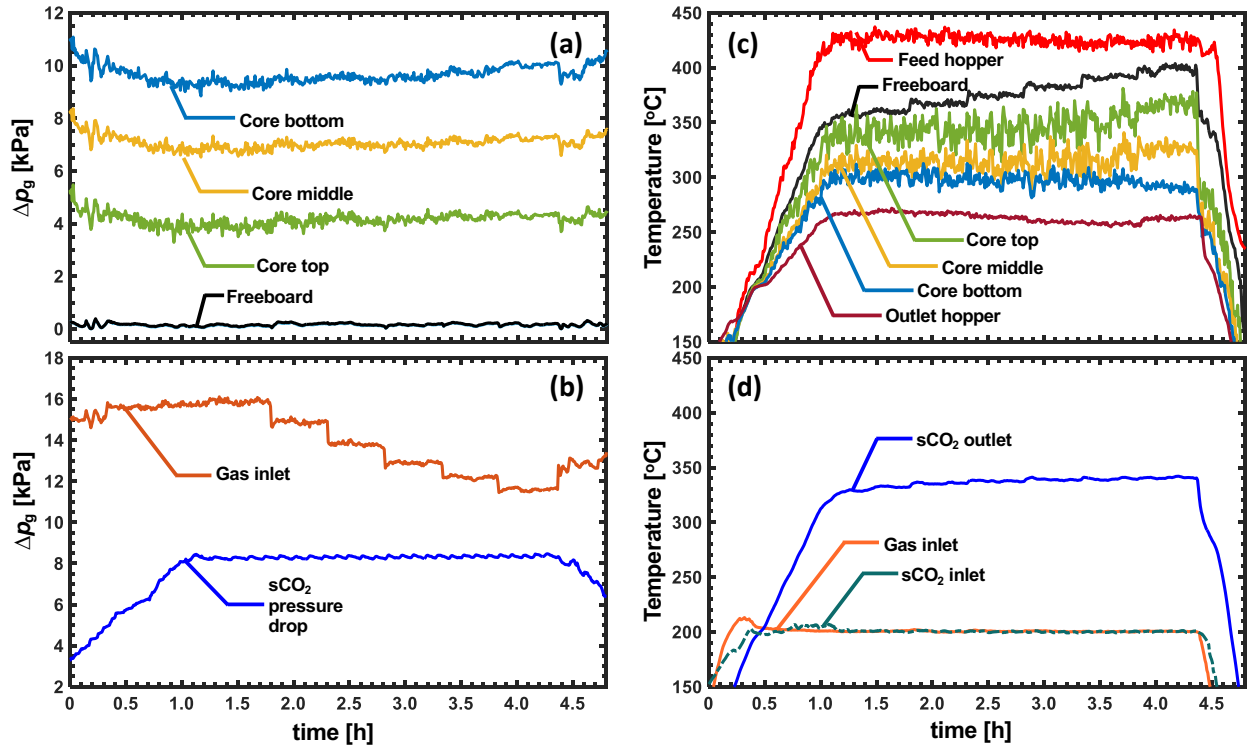 12
10
8
6
4
2
0
Δpg [kPa]
(a)
Core bottom
Core middle
Core top
Freeboard
450
400
350
300
250
200
150
Temperature [oC]
(c)
Feed hopper
Freeboard
Core top
Core middle
Core bottom
Outlet hopper
18
16
14
12
10
8
6
4
2
Δpg [kPa]
(b)
Gas inlet
sCO2
pressure
drop
0 0.5 1.0 1.5 2.0 2.5 3.0 3.5 4.0 4.5
time [h]
450
400
350
300
250
200
150
Temperature [oC]
(d)
sCO2 outlet
Gas inlet
sCO2 inlet
0 0.5 1.0 1.5 2.0 2.5 3.0 3.5 4.0 4.5
time [h]